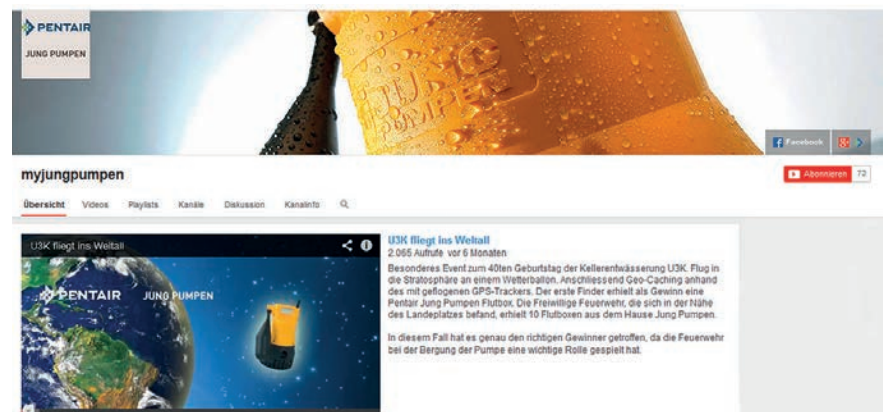 PENTAIR
JUNG PUMPEN
JUNG
PUMPEN
Facebook
myjungpumpen
Abonnieren 72
Übersicht Videos Playlists Kanäle Diskussion Kanalinfo
U3K fliegt ins Weltall
PENTAIR JUNG PUMPEN
U3K fliegt ins Weltall
2.065 Aufrufe vor 6 Monaten
Besonderes Event zum 40ten Geburtstag der Kellerentwässerung U3K. Flug in
die Stratosphäre an einem Wetterballon. Anschliessend Geo-Caching anhand
des mit geflogenen GPS-Trackers. Der erste Finder erhielt als Gewinn eine
Pentair Jung Pumpen Flutbox. Die Freiwillige Feuerwehr, die sich in der Nähe
des Landeplatzes befand, erhielt 10 Flutboxen aus dem Hause Jung Pumpen.
In diesem Fall hat es genau den richtigen Gewinner getroffen, da die Feuerwehr
bei der Bergung der Pumpe eine wichtige Rolle gespielt hat.